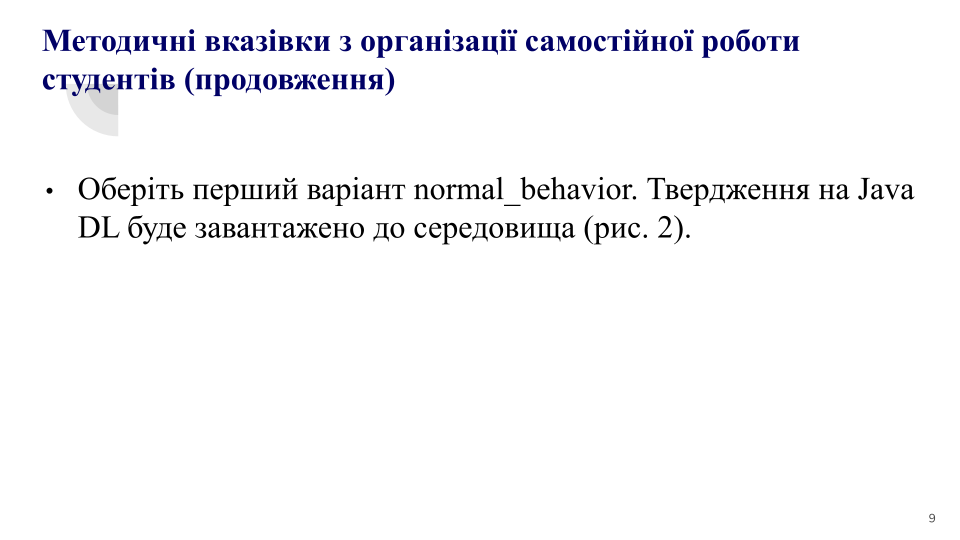 Методичні вказівки з організації самостійної роботи
студентів (продовження)
• Оберіть перший варіант normal_behavior. Твердження на Java
DL буде завантажено до середовища (рис. 2).
9